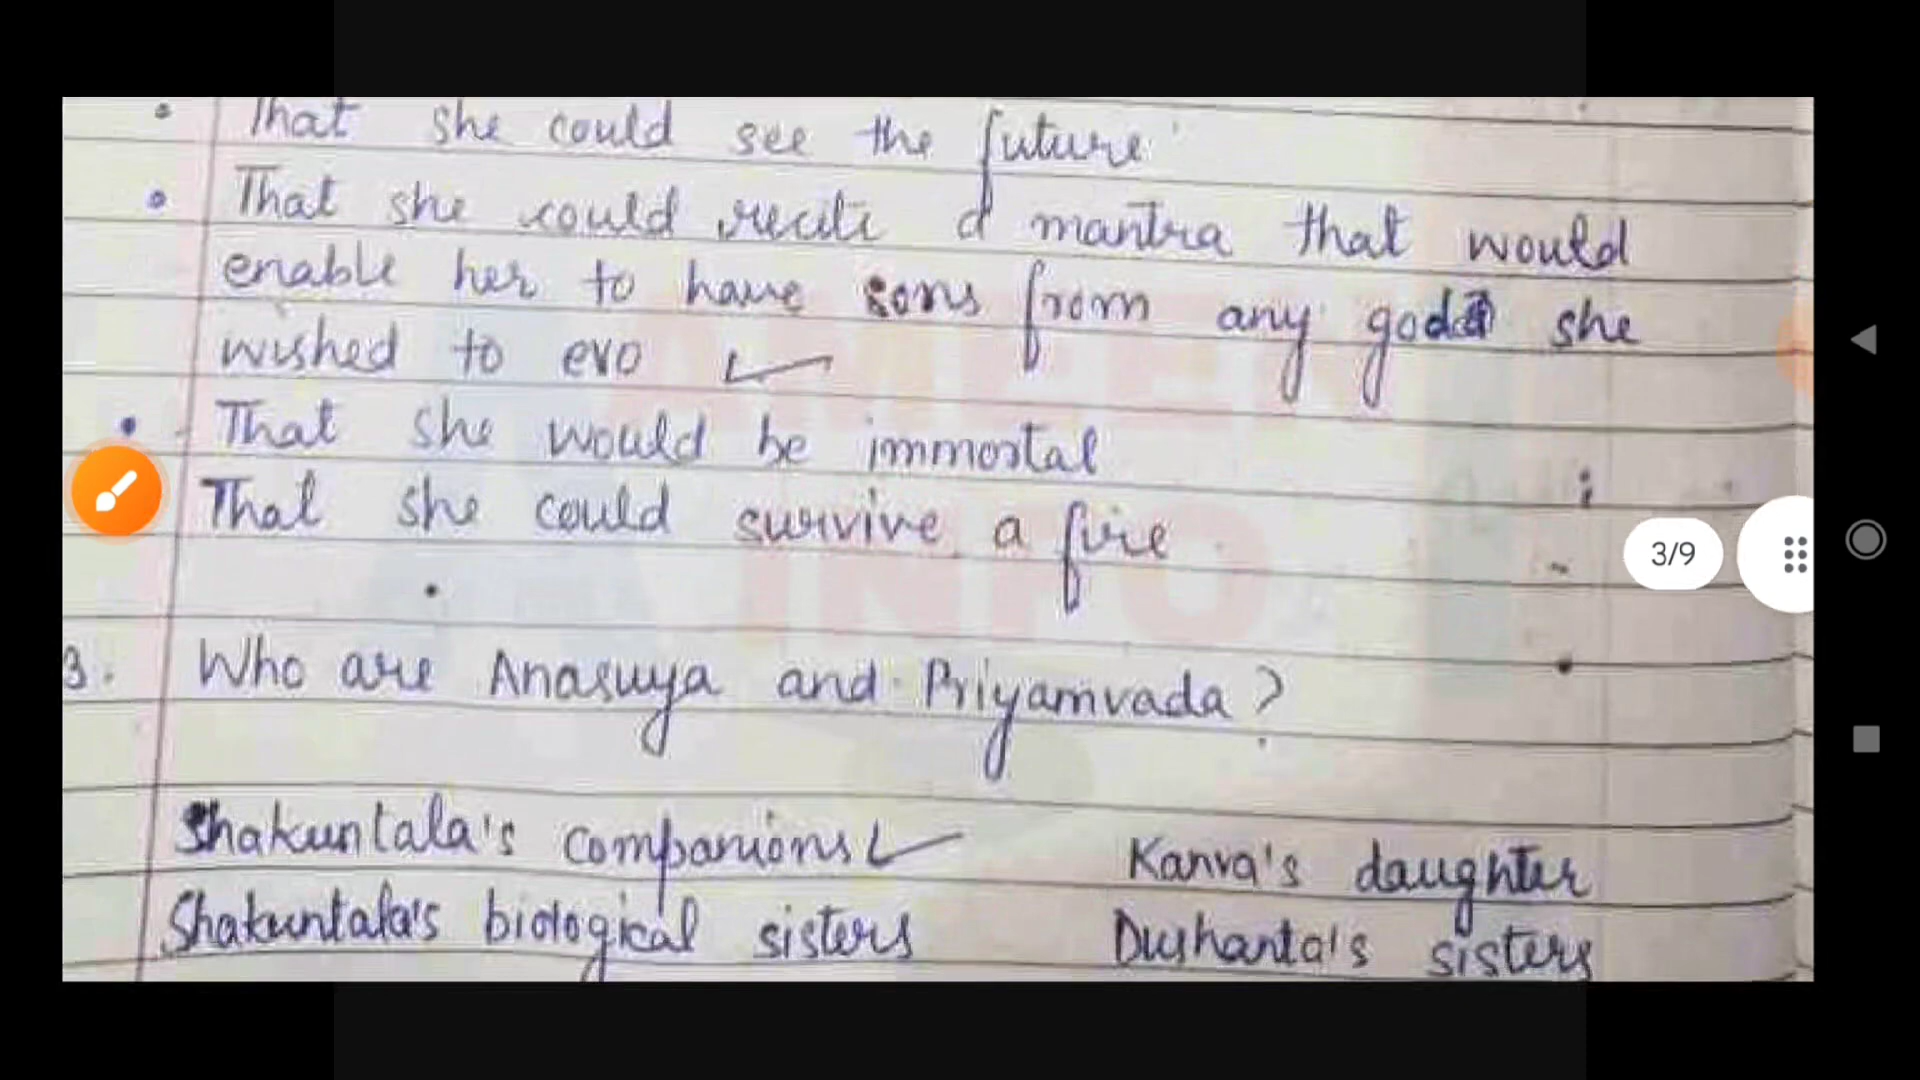 That she could see the future
That she could recite a mantra that would
enable her to have sons from any god she
wished to evo
That she would be immortal
That she could survive a fire
3. Who are Anasuya and Priyamvada?
Shakuntala's companions Kanva's daughter
Shakuntala's biological sisters Dushanta's sisters
3/9